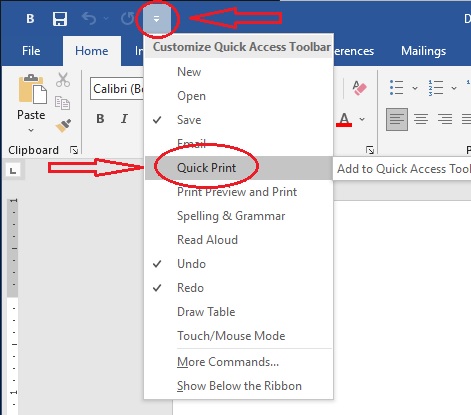 B
D
File Home In erences Mailings
Customize Quick Access Toolbar
New
Open
Save
Email
Quick Print
Add to Quick Access Tool
Print Preview and Print
Spelling & Grammar
Read Aloud
Undo
Redo
Draw Table
Touch/Mouse Mode
More Commands...
Show Below the Ribbon
Paste
Clipboard
Calibri (Bo
B I
A
L
1
1